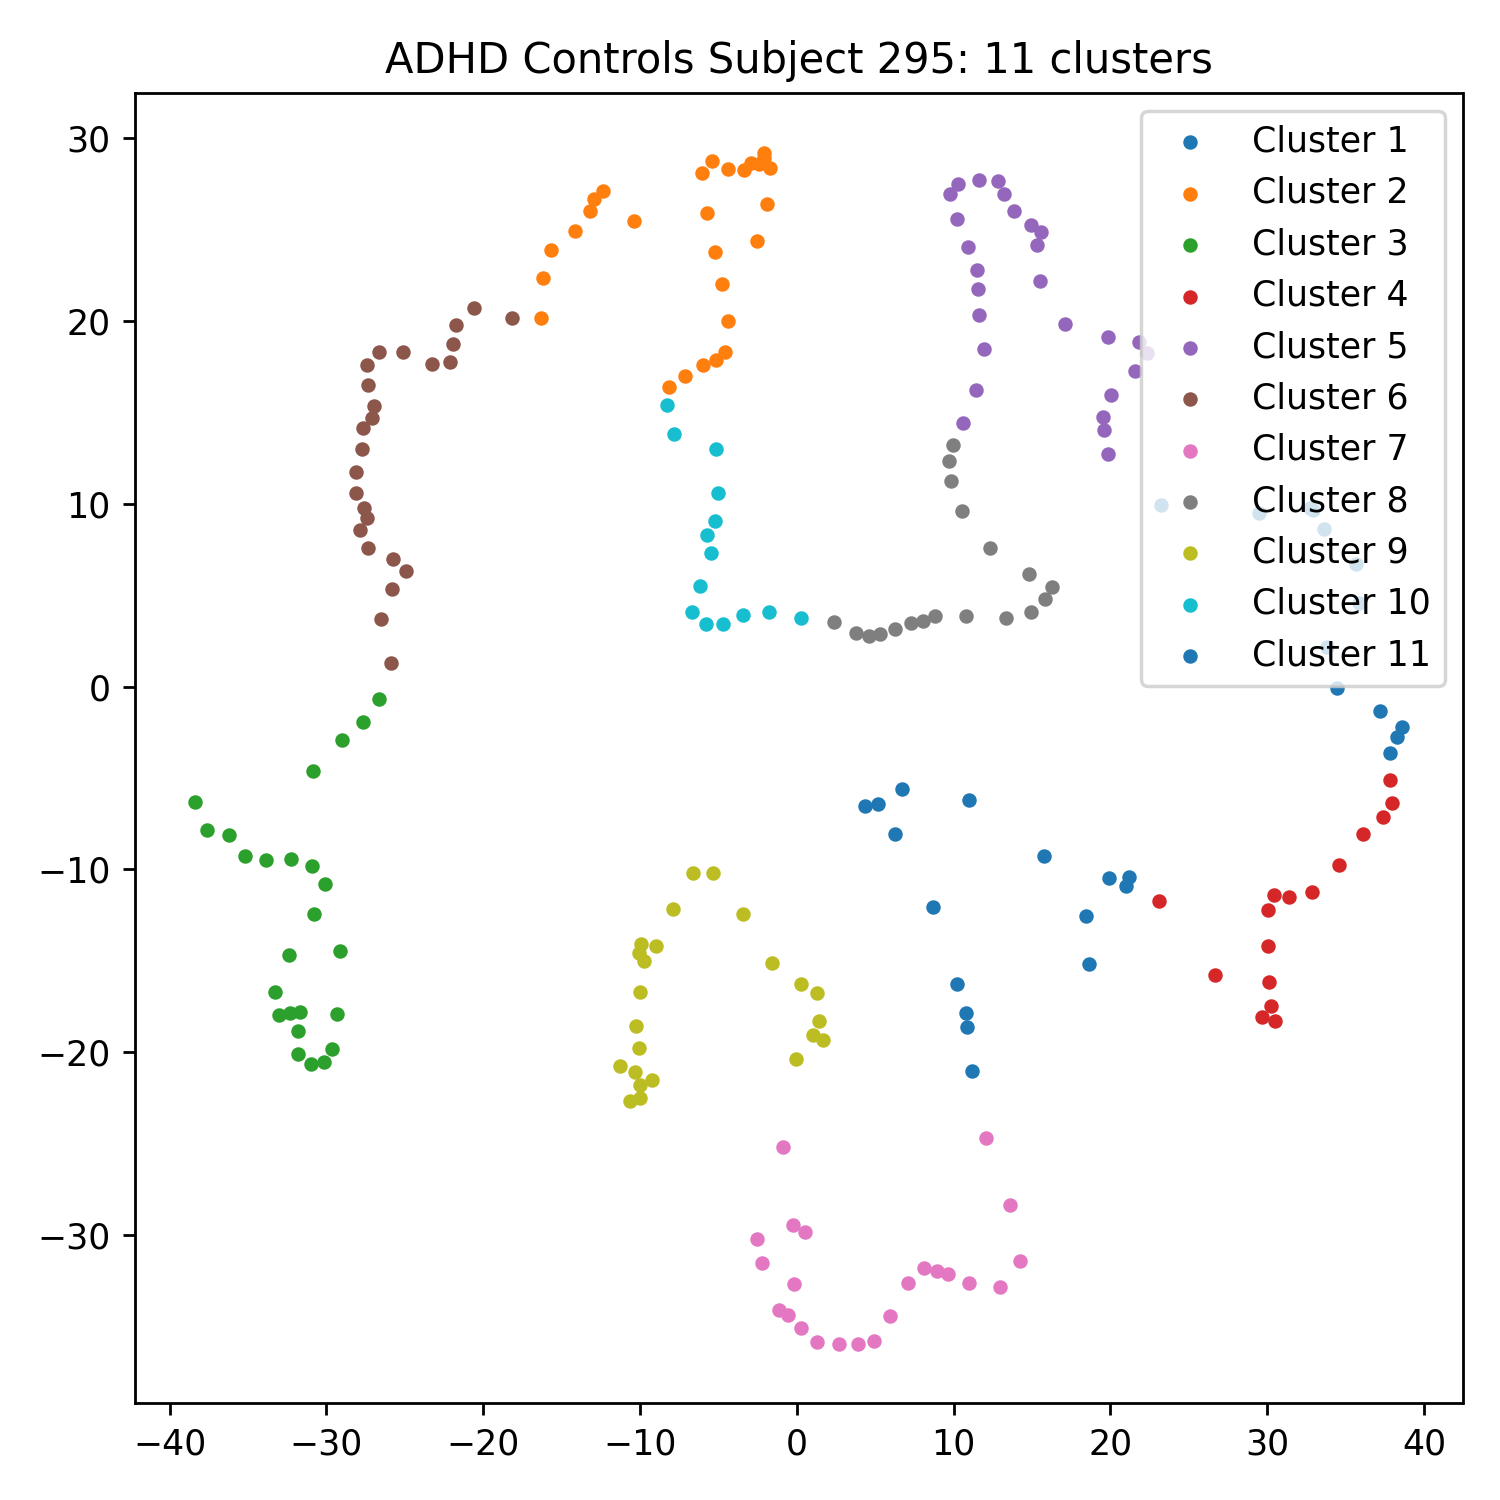 ADHD Controls Subject 295: 11 clusters
30
20
10
0
−10
−20
−30
−40
−30
−20
−10
0
10
20
30
40
Cluster 1
Cluster 2
Cluster 3
Cluster 4
Cluster 5
Cluster 6
Cluster 7
Cluster 8
Cluster 9
Cluster 10
Cluster 11